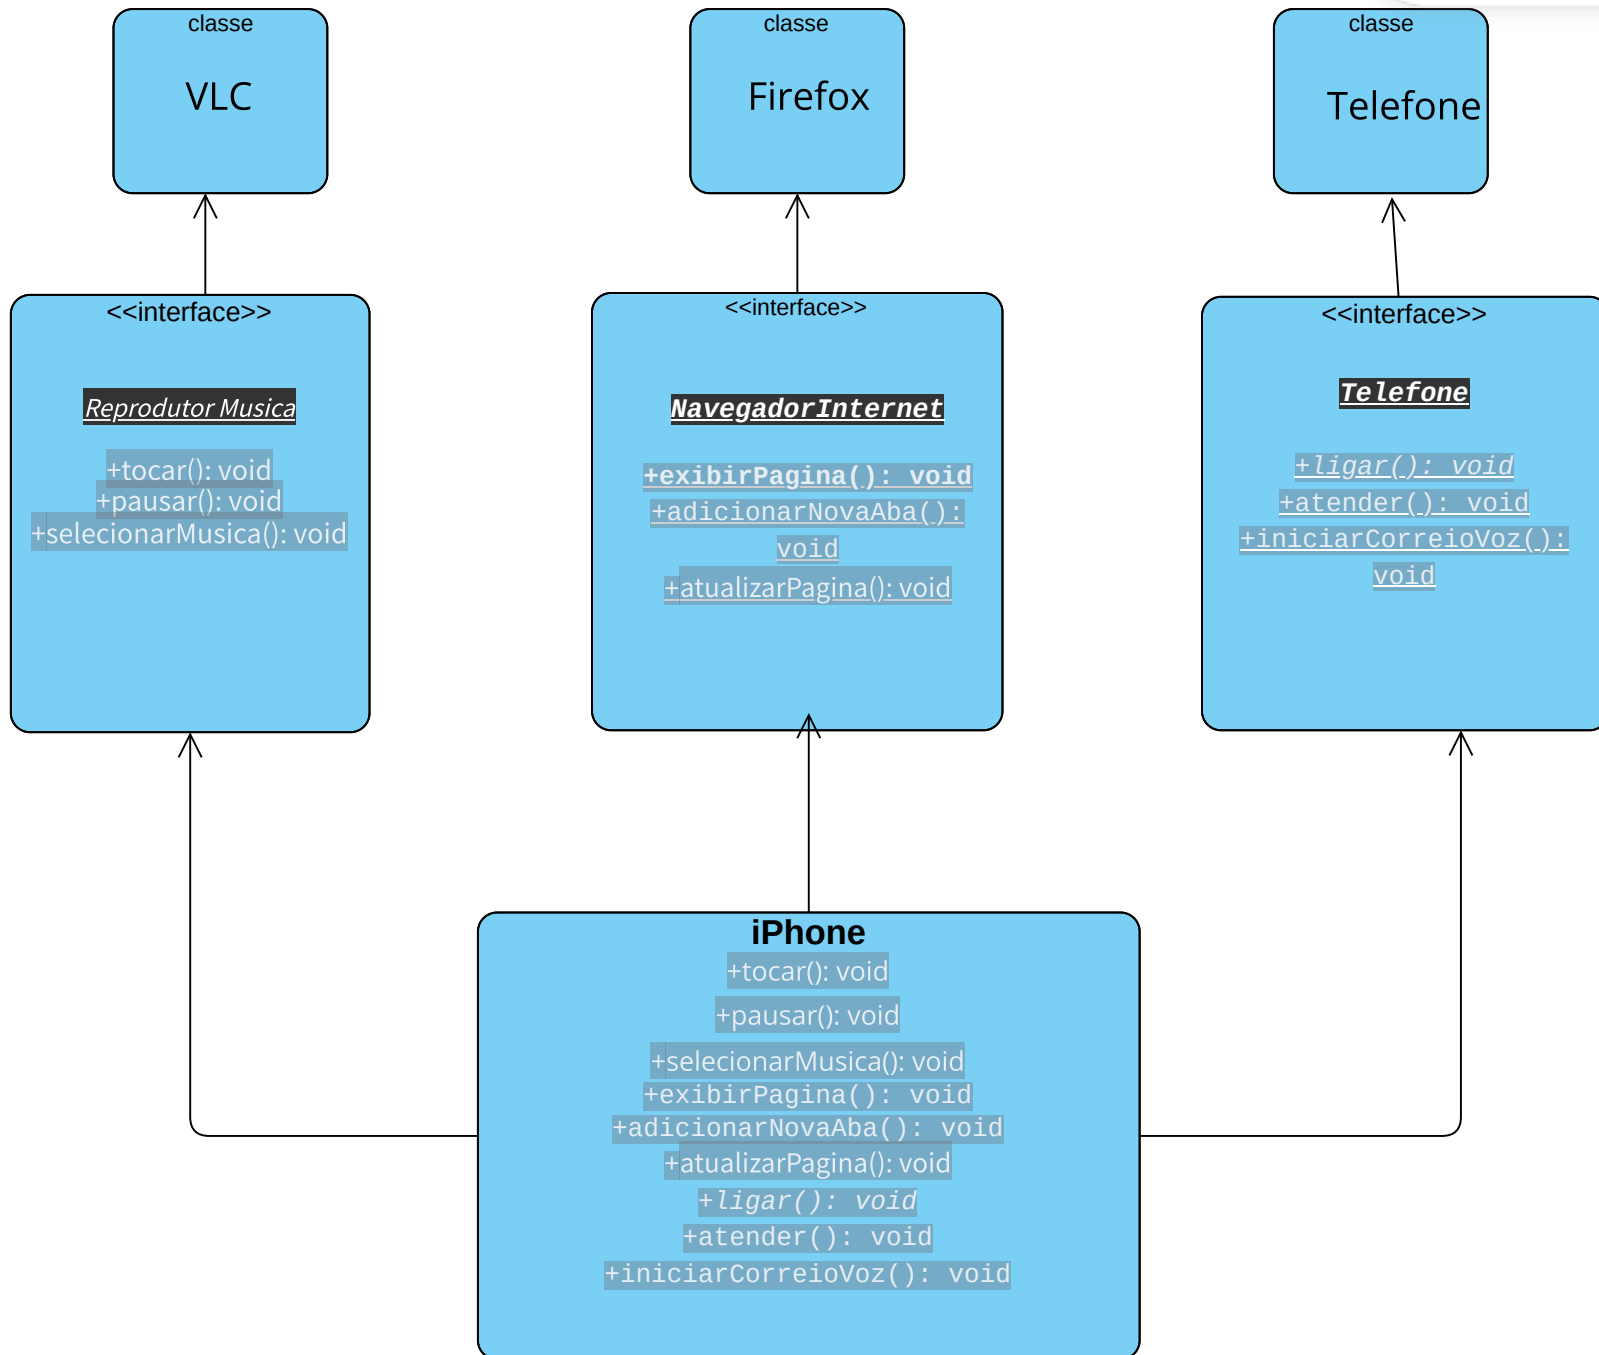 classe
VLC
classe
Firefox
classe
Telefone
<<interface>>
Reprodutor Musica
+tocar(): void
+pausar(): void
+selecionarMusica(): void
<<interface>>
NavegadorInternet
+exibirPagina(): void
+adicionarNovaAba():
void
+atualizarPagina(): void
<<interface>>
Telefone
+ligar(): void
+atender(): void
+iniciarCorreioVoz():
void
iPhone
+tocar(): void
+pausar(): void
+selecionarMusica(): void
+exibirPagina(): void
+adicionarNovaAba(): void
+atualizarPagina(): void
+ligar(): void
+atender(): void
+iniciarCorreioVoz(): void